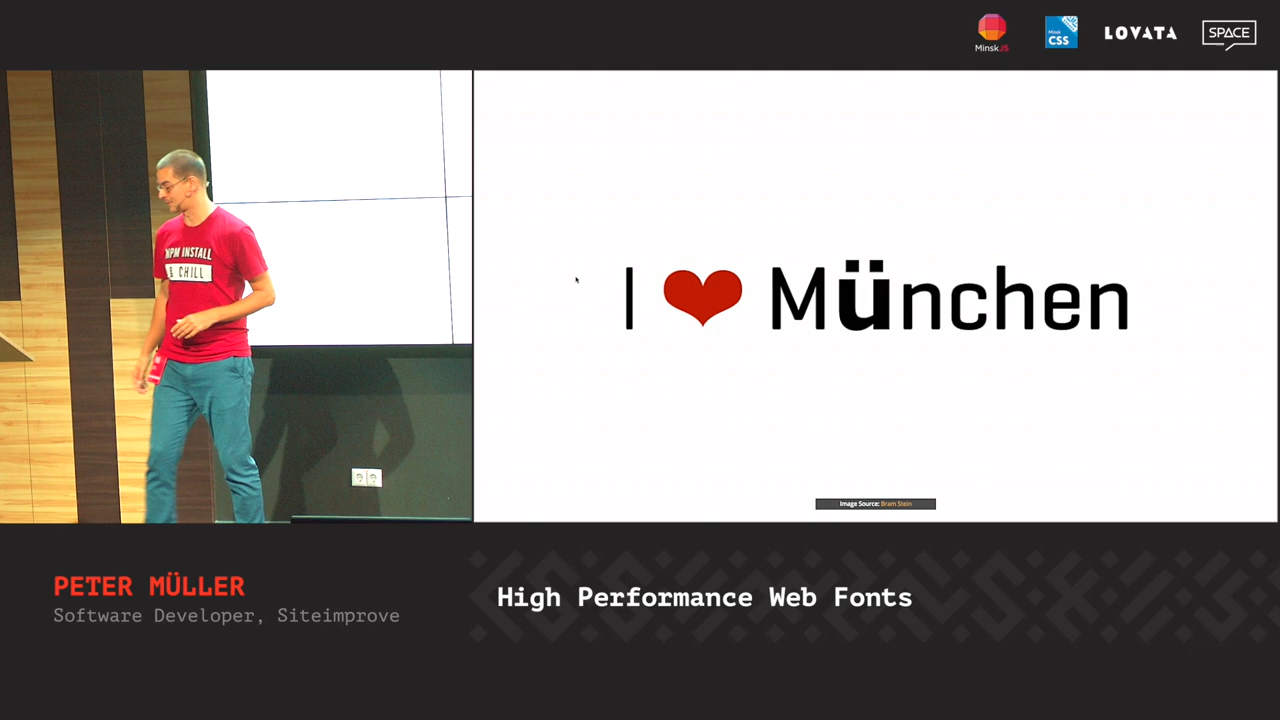 MinskJS
Minsk
CSS
LOVATA
SPACE
NPM INSTALL
& CHILL
I ❤ München
Image Source: Bram Stein
PETER MÜLLER
Software Developer, Siteimprove
High Performance Web Fonts